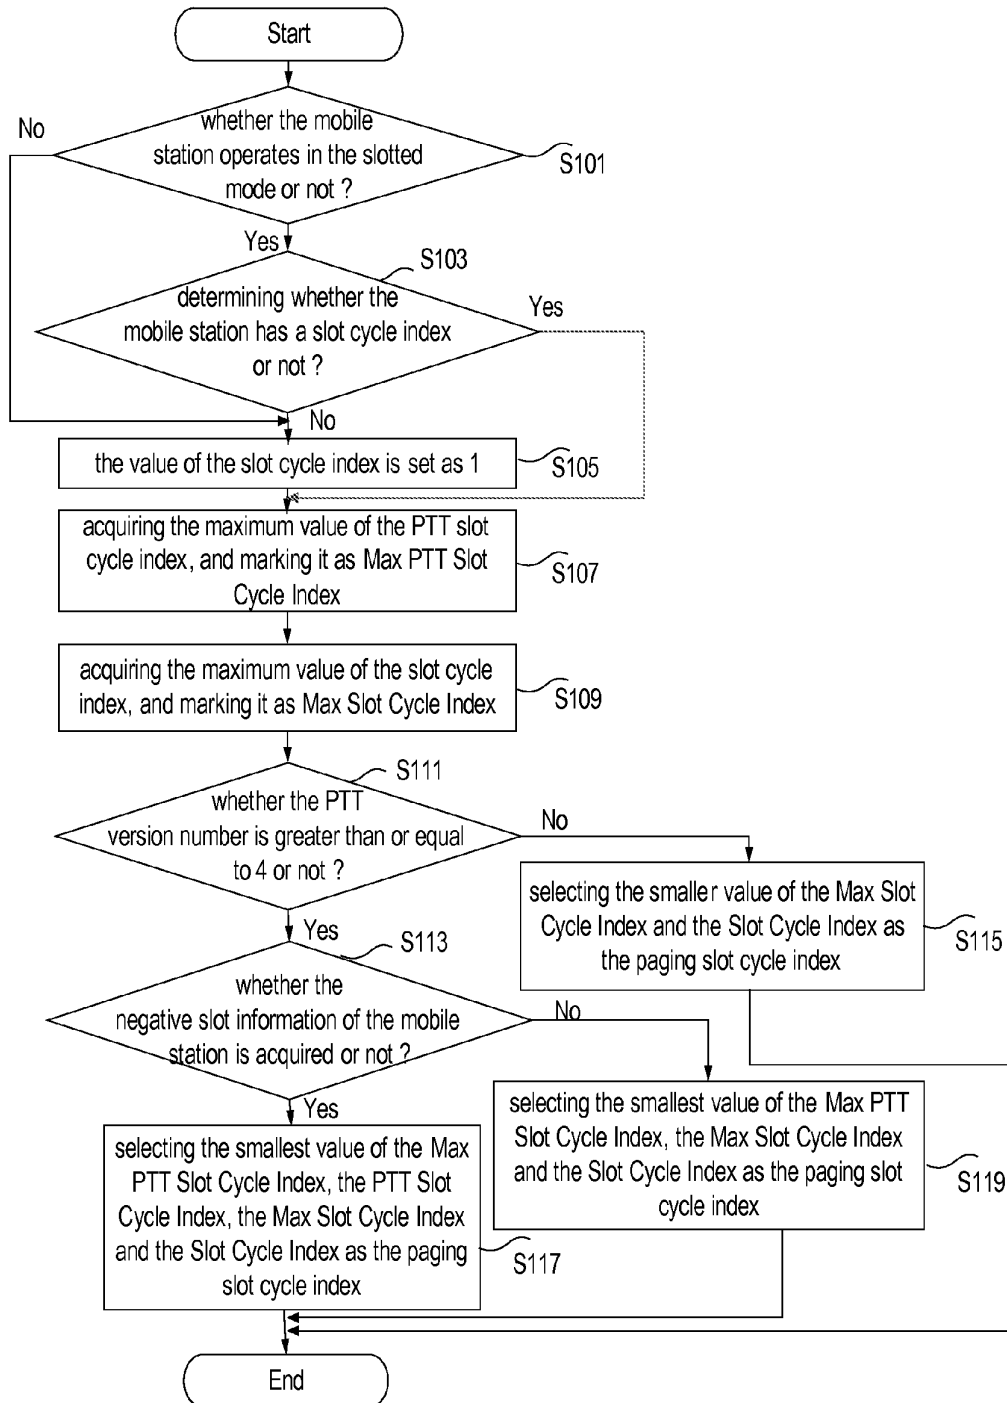 Start
whether the mobile
station operates in the slotted
mode or not ?
No
S101
Yes
S103
determining whether the
mobile station has a slot cycle index
or not ?
Yes
No
the value of the slot cycle index is set as 1
S105
acquiring the maximum value of the PTT slot
cycle index, and marking it as Max PTT Slot
Cycle Index
S107
acquiring the maximum value of the slot cycle
index, and marking it as Max Slot Cycle Index
S109
S111
whether the PTT
version number is greater than or equal
to 4 or not ?
No
Yes
selecting the smaller value of the Max Slot
Cycle Index and the Slot Cycle Index as
the paging slot cycle index
S115
S113
whether the
negative slot information of the mobile
station is acquired or not ?
No
Yes
selecting the smallest value of the Max PTT
Slot Cycle Index, the Max Slot Cycle Index
and the Slot Cycle Index as the paging slot
cycle index
S119
selecting the smallest value of the Max
PTT Slot Cycle Index, the PTT Slot
Cycle Index, the Max Slot Cycle Index
and the Slot Cycle Index as the paging
slot cycle index
S117
End